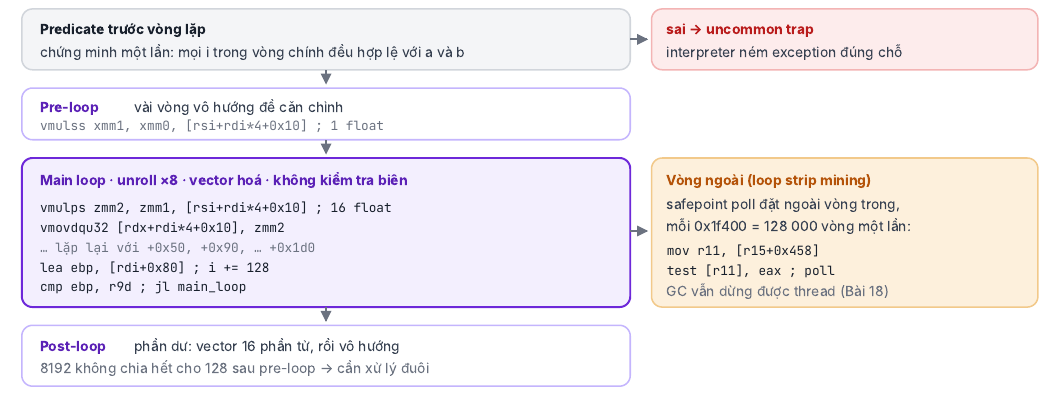 Predicate trước vòng lặp
chứng minh một lần: mọi i trong vòng chính đều hợp lệ với a và b
sai → uncommon trap
interpreter ném exception đúng chỗ
Pre-loop vài vòng vô hướng để căn chỉnh
vmulss xmm1, xmm0, [rsi+rdi*4+0x10] ; 1 float
Main loop · unroll ×8 · vector hoá · không kiểm tra biên
vmulps zmm2, zmm1, [rsi+rdi*4+0x10] ; 16 float
vmovdqu32 [rdx+rdi*4+0x10], zmm2
… lặp lại với +0x50, +0x90, … +0x1d0
lea ebp, [rdi+0x80] ; i += 128
cmp ebp, r9d ; jl main_loop
Vòng ngoài (loop strip mining)
safepoint poll đặt ngoài vòng trong,
mỗi 0x1f400 = 128 000 vòng một lần:
mov r11, [r15+0x458]
test [r11], eax ; poll
GC vẫn dừng được thread (Bài 18)
Post-loop phần dư: vector 16 phần tử, rồi vô hướng
8192 không chia hết cho 128 sau pre-loop → cần xử lý đuôi